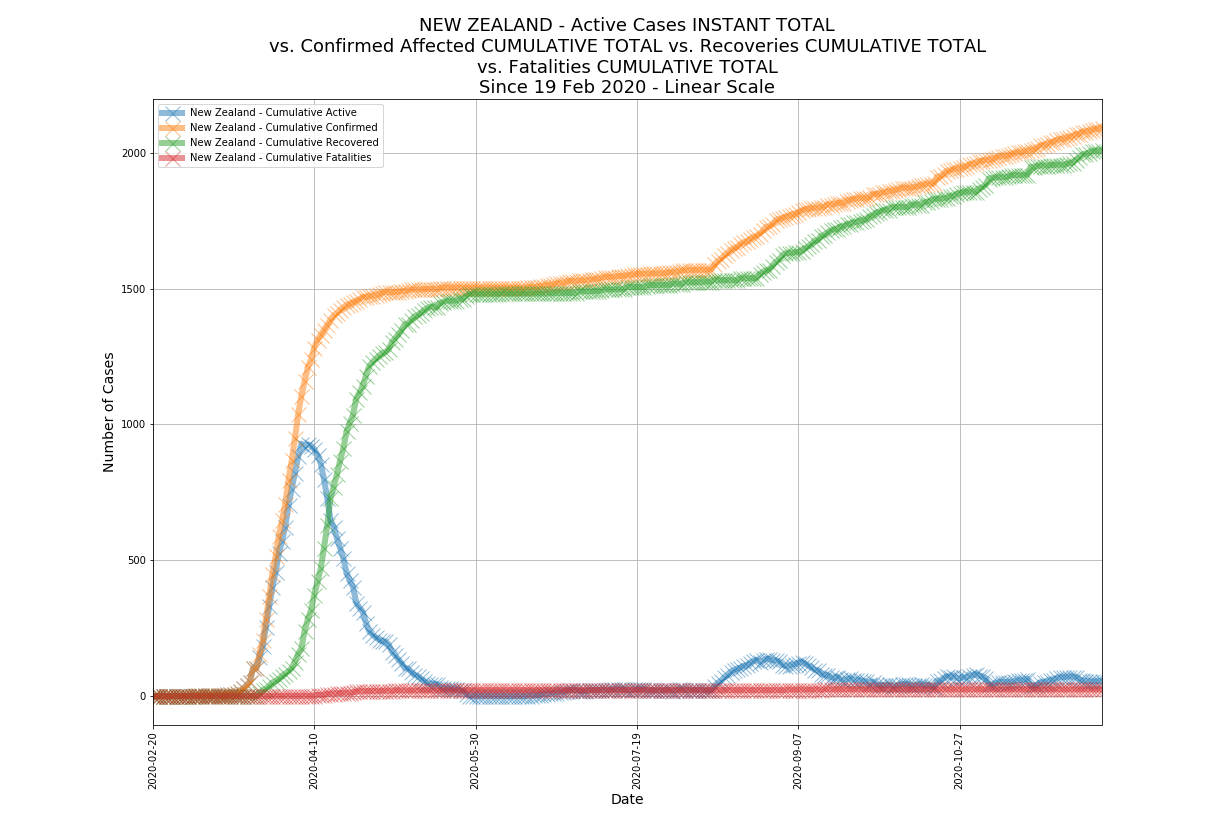 NEW ZEALAND - Active Cases INSTANT TOTAL
vs. Confirmed Affected CUMULATIVE TOTAL vs. Recoveries CUMULATIVE TOTAL
vs. Fatalities CUMULATIVE TOTAL
Since 19 Feb 2020 - Linear Scale
New Zealand - Cumulative Active
New Zealand - Cumulative Confirmed
New Zealand - Cumulative Recovered
New Zealand - Cumulative Fatalities
Number of Cases
2000
1500
1000
500
0
2020-02-20
2020-04-10
2020-05-30
2020-07-19
2020-09-07
2020-10-27
Date